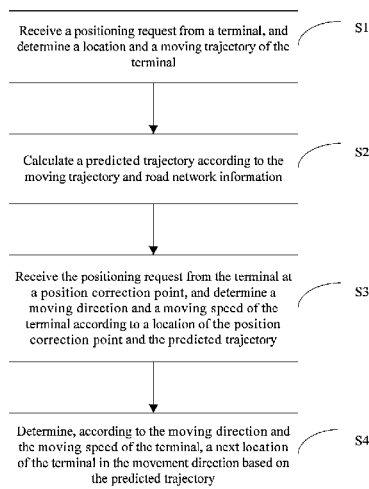 Receive a positioning request from a terminal, and
determine a location and a moving trajectory of the
terminal
S1
Calculate a predicted trajectory according to the
moving trajectory and road network information
S2
Receive the positioning request from the terminal at
a position correction point, and determine a
moving direction and a moving speed of the
terminal according to a location of the position
correction point and the predicted trajectory
S3
Determine, according to the moving direction and
the moving speed of the terminal, a next location
of the terminal in the movement direction based on
the predicted trajectory
S4